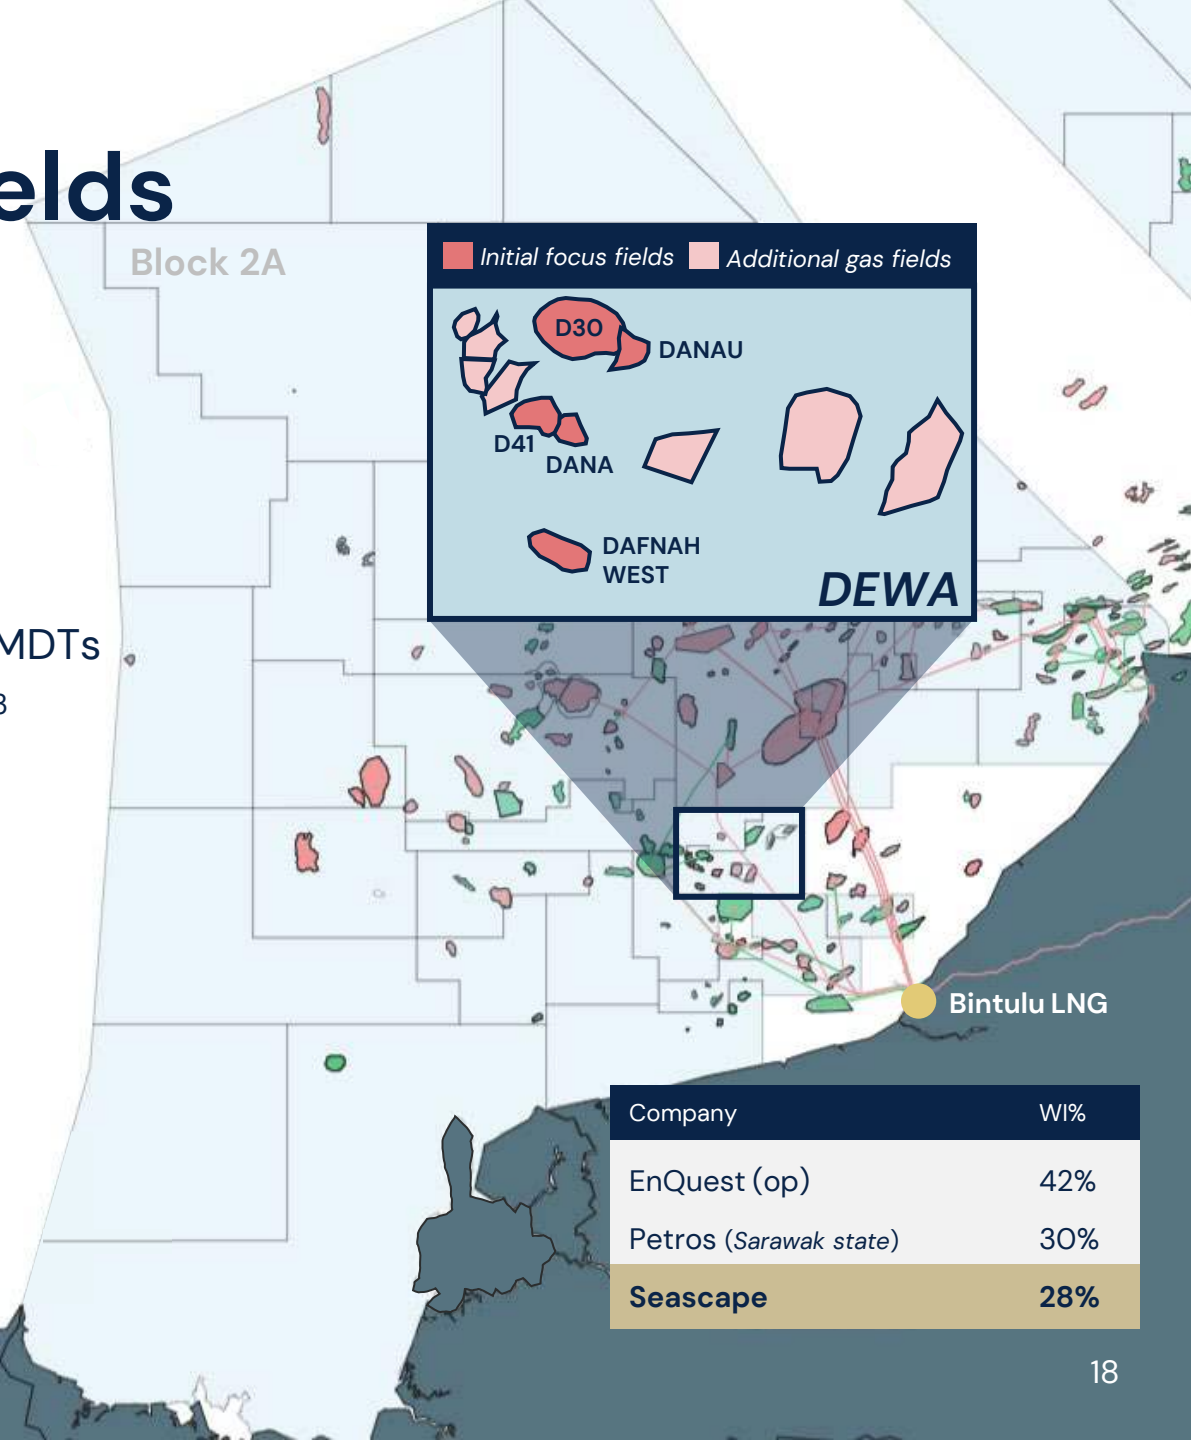 elds
Block 2A
Initial focus fields
Additional gas fields
D30
DANAU
D41
DANA
DAFNAH
WEST
DEWA
MDTs
Bintulu LNG
Company WI%
EnQuest (op) 42%
Petros (Sarawak state) 30%
Seascape 28%
18